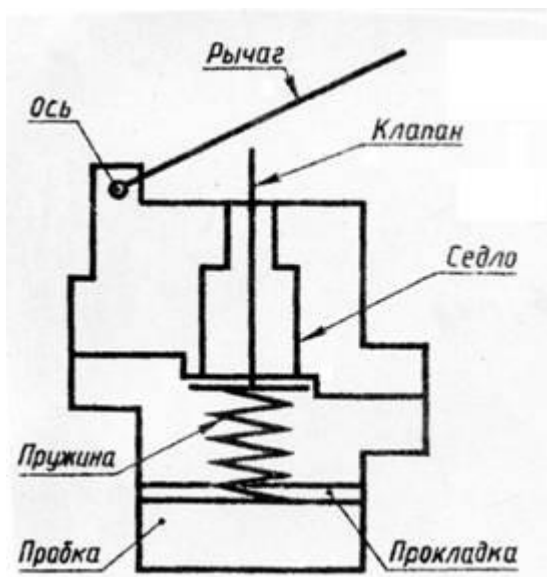 Рычаг
Ось
Клапан
Седло
Пружина
Пробка
Прокладка